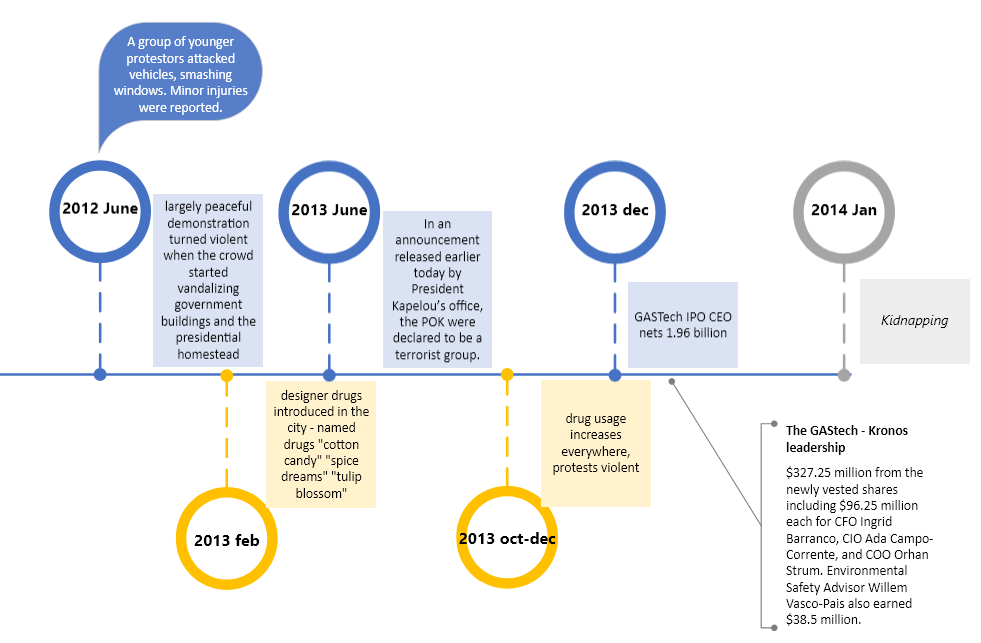 A group of younger
protestors attacked
vehicles, smashing
windows. Minor injuries
were reported.
2012 June
largely peaceful
demonstration
turned violent
when the crowd
started
vandalizing
government
buildings and the
presidential
homestead
2013 June
In an
announcement
released earlier
today by
President
Kapelou’s office,
the POK were
declared to be a
terrorist group.
2013 dec
GASTech IPO CEO
nets 1.96 billion
2014 Jan
Kidnapping
2013 feb
designer drugs
introduced in the
city - named
drugs "cotton
candy" "spice
dreams" "tulip
blossom"
2013 oct-dec
drug usage
increases
everywhere,
protests violent
The GAStech - Kronos
leadership
$327.25 million from the
newly vested shares
including $96.25 million
each for CFO Ingrid
Barranco, CIO Ada Campo-
Corrente, and COO Orhan
Strum. Environmental
Safety Advisor Willem
Vasco-Pais also earned
$38.5 million.